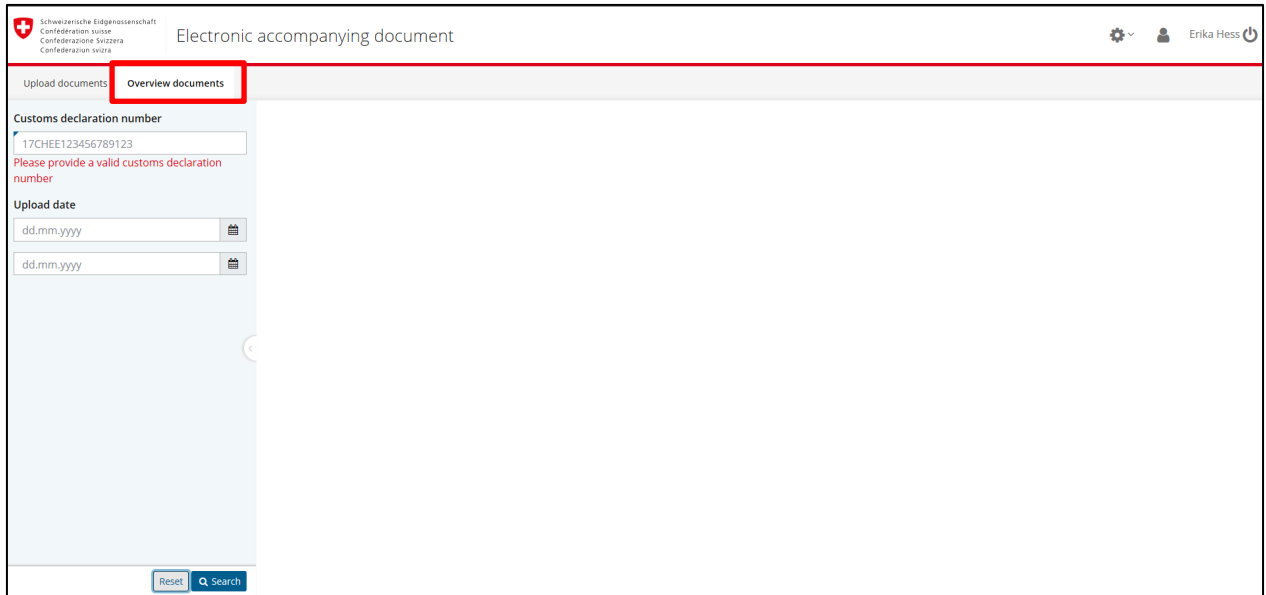 Schweizerische Eidgenossenschaft
Confédération suisse
Confederazione Svizzera
Confederaziun svizra
Electronic accompanying document
Erika Hess
Upload documents
Overview documents
Customs declaration number
17CHEE123456789123
Please provide a valid customs declaration
number
Upload date
dd.mm.yyyy
dd.mm.yyyy
Reset
Search